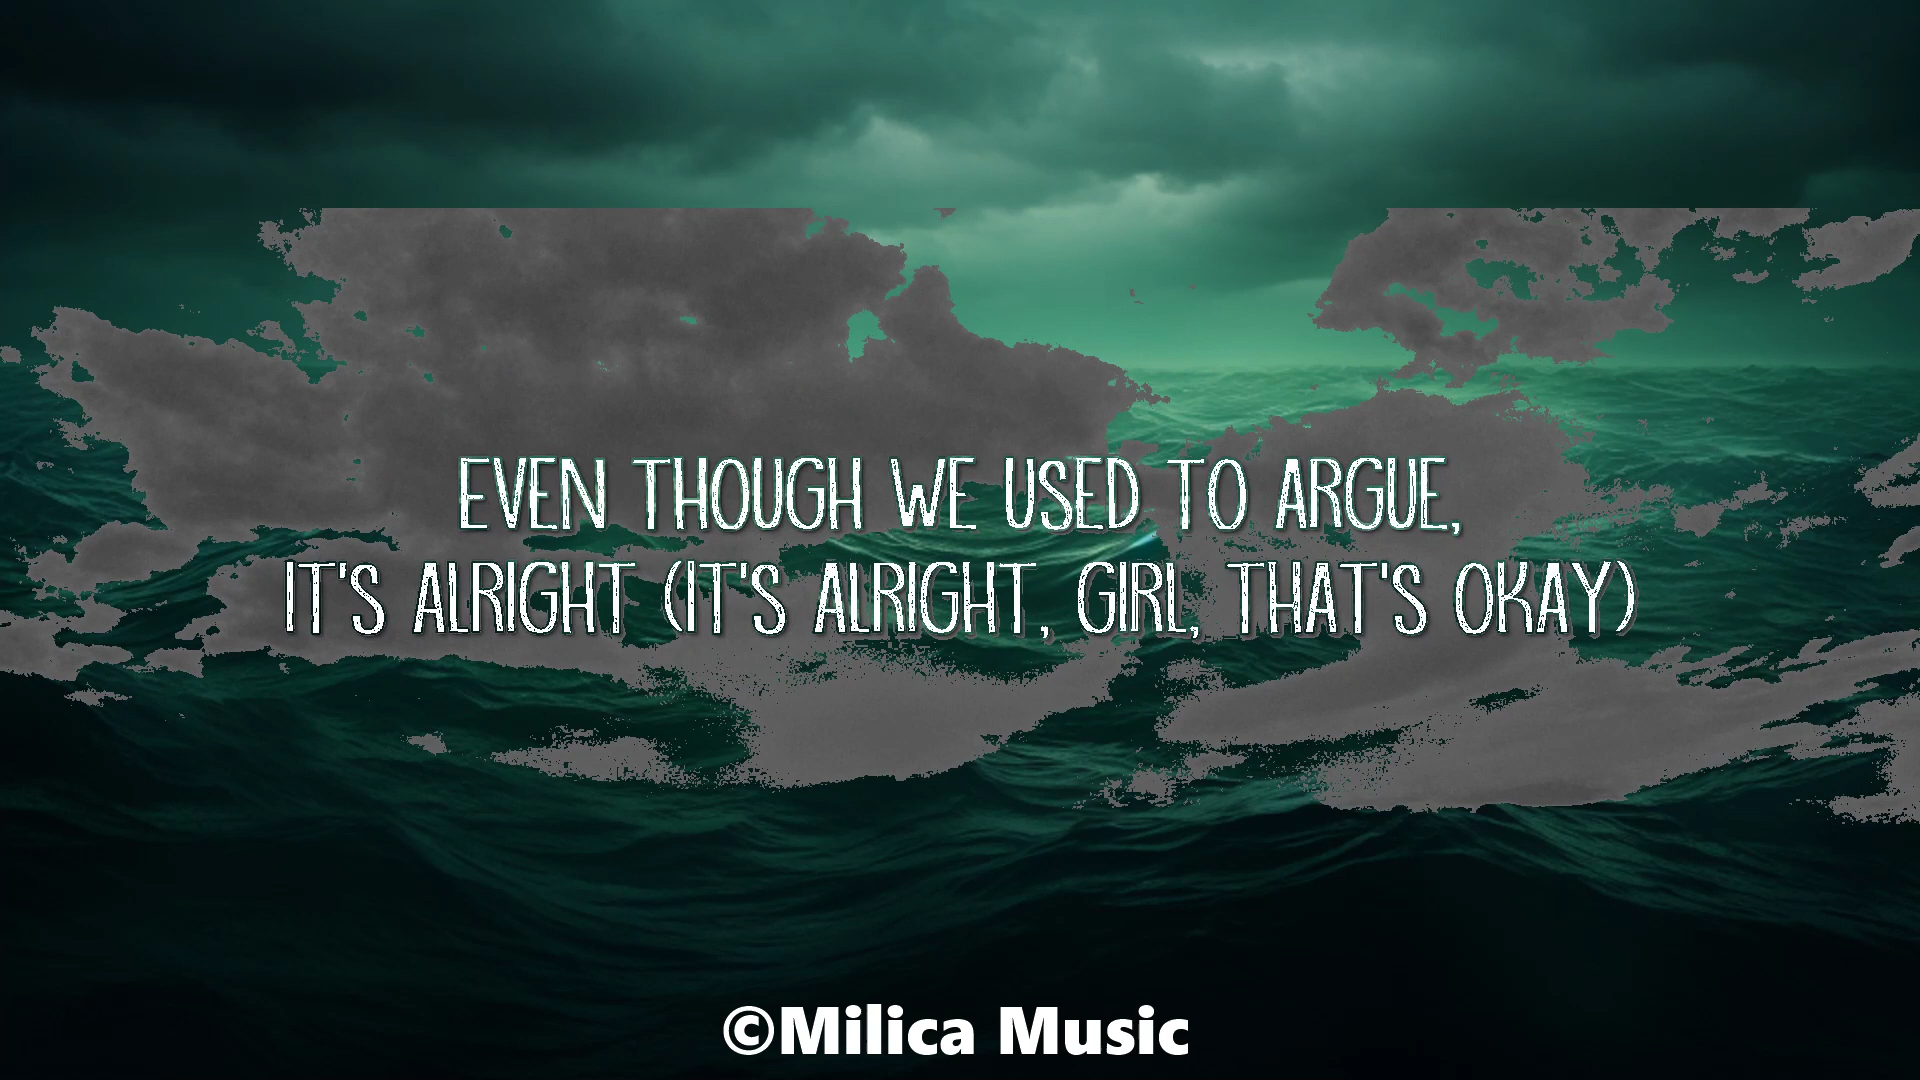 EVEN THOUGH WE USED TO ARGUE,
IT'S ALRIGHT (IT'S ALRIGHT, GIRL, THAT'S OKAY)
©Milica Music